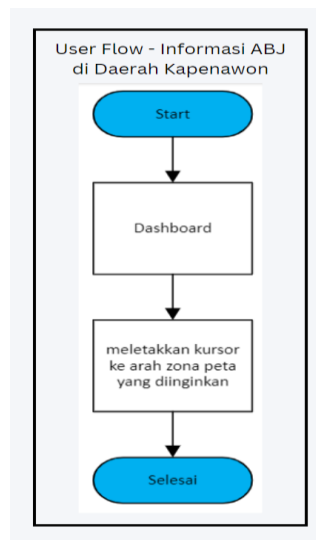 User Flow - Informasi ABJ
di Daerah Kapenawon
Start
Dashboard
meletakkan kursor
ke arah zona peta
yang diinginkan
Selesai